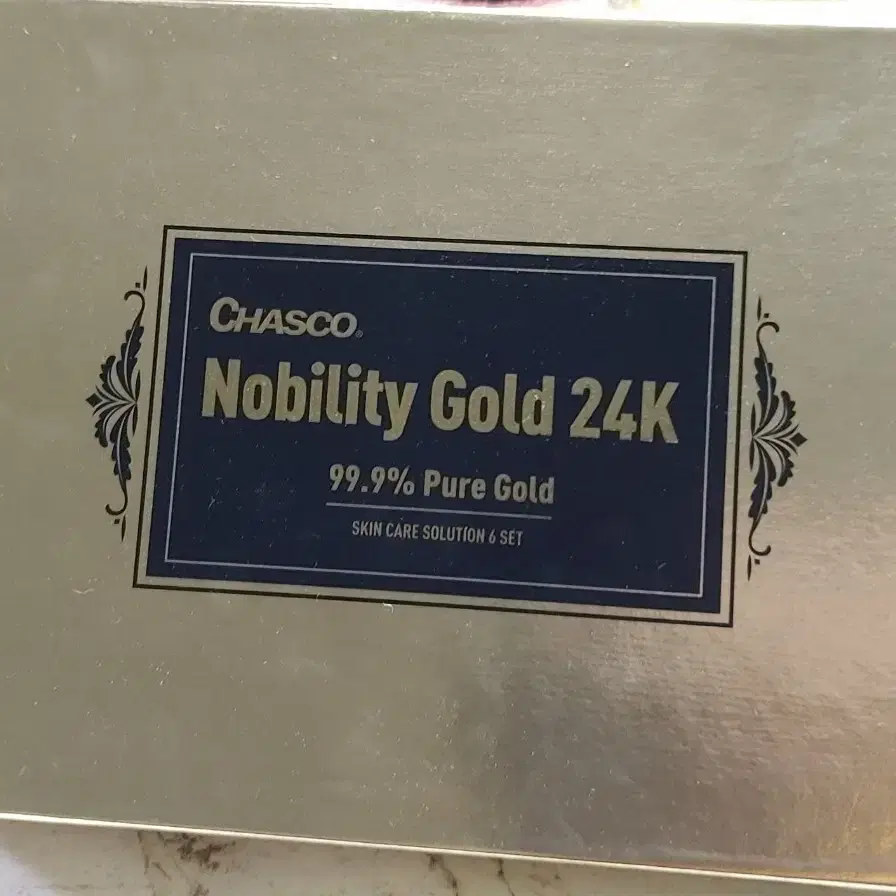 CHASCO®
Nobility Gold 24K
99.9% Pure Gold
SKIN CARE SOLUTION 6 SET